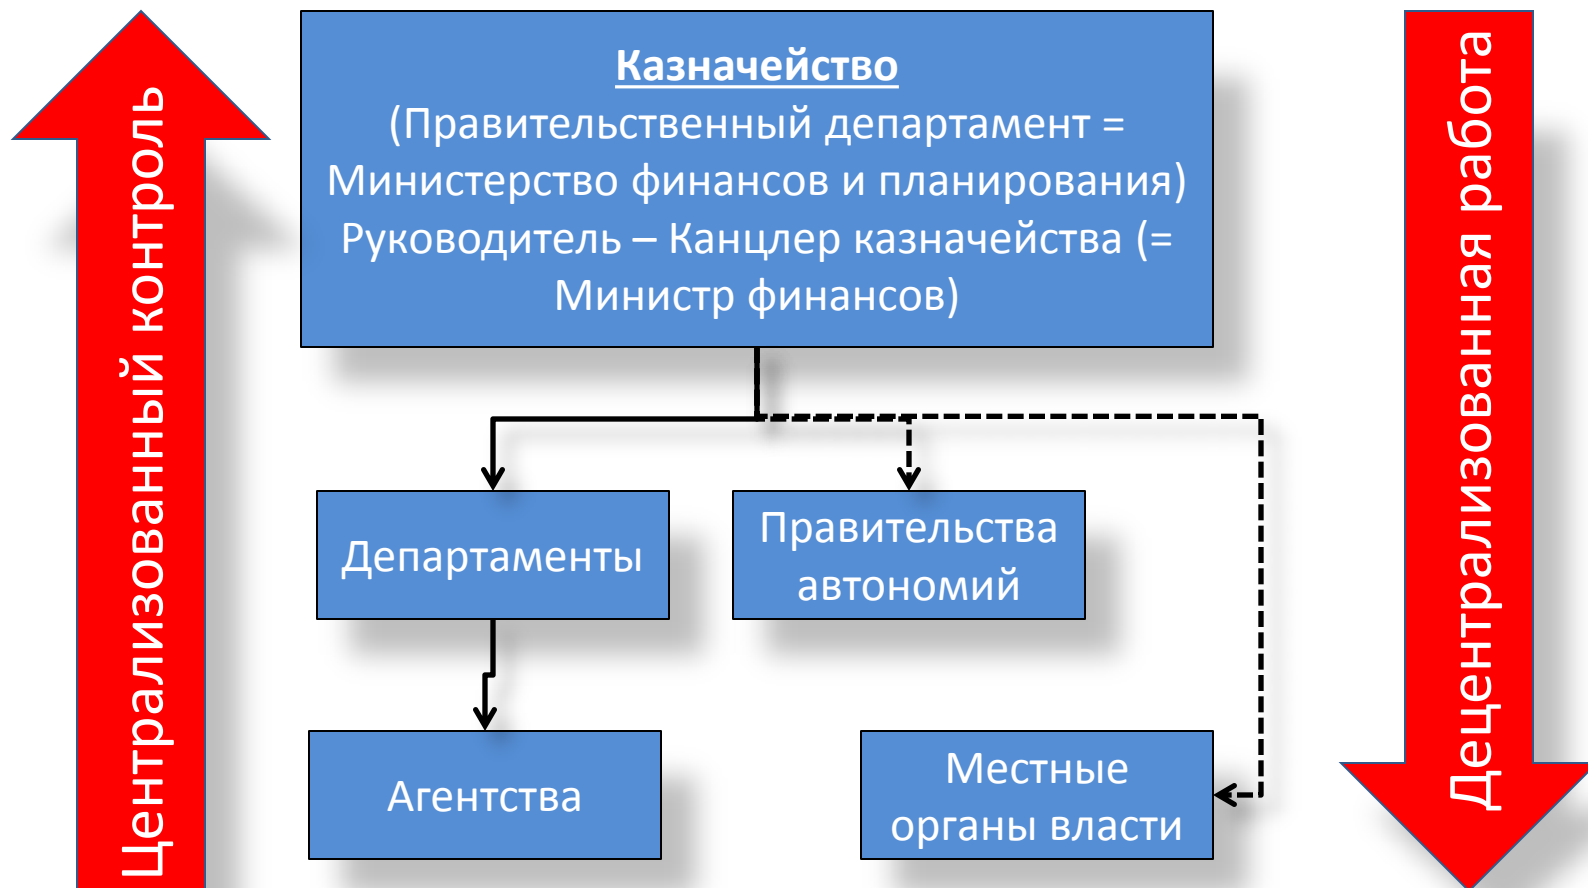 Централизованный контроль
Казначейство
(Правительственный департамент =
Министерство финансов и планирования)
Руководитель – Канцлер казначейства (=
Министр финансов)
Децентрализованная работа
Департаменты
Правительства
автономий
Агентства
Местные
органы власти